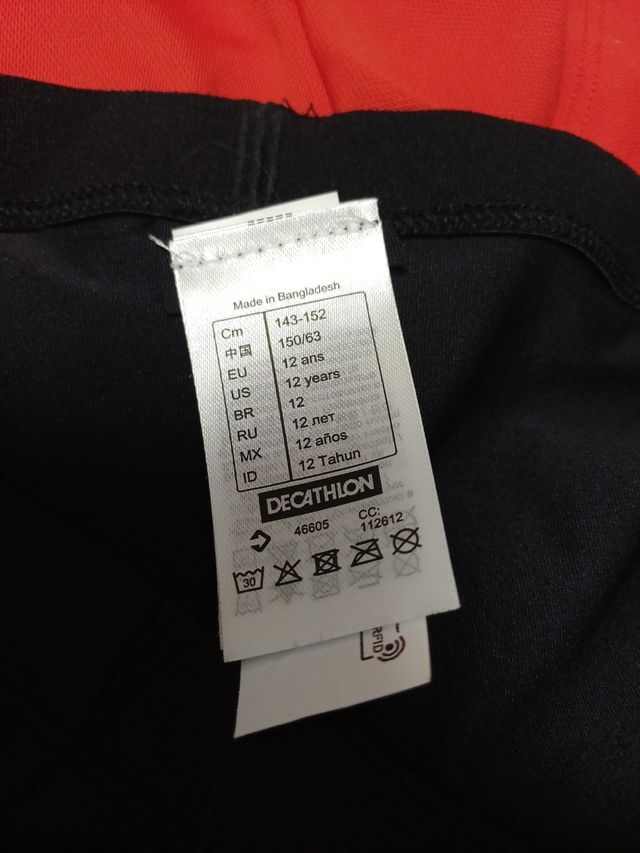 Made in Bangladesh
Cm 143-152
中国 150/63
EU 12 ans
US 12 years
BR 12
RU 12 лет
MX 12 años
ID 12 Tahun
DECATHLON
46605 CC: 112612
30
RFID